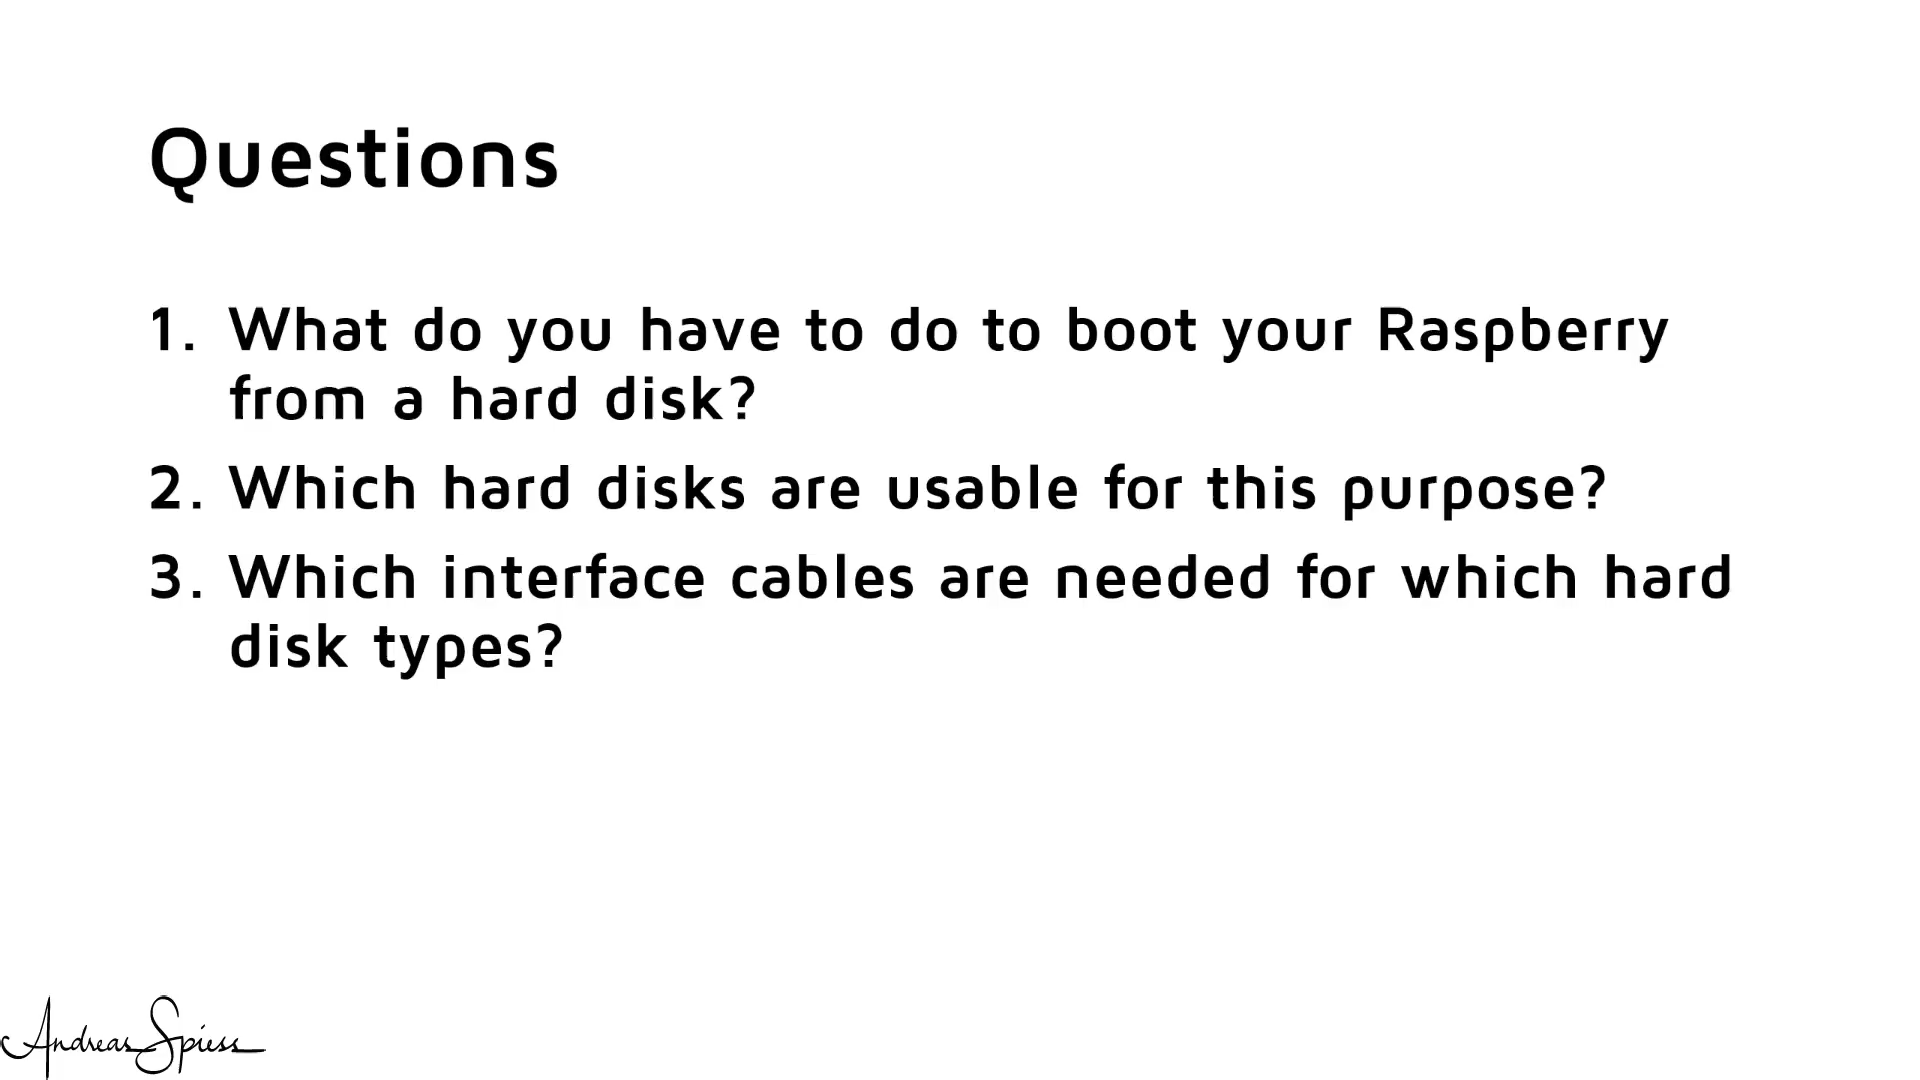 Questions
1. What do you have to do to boot your Raspberry
from a hard disk?
2. Which hard disks are usable for this purpose?
3. Which interface cables are needed for which hard
disk types?
Andreas Spiess